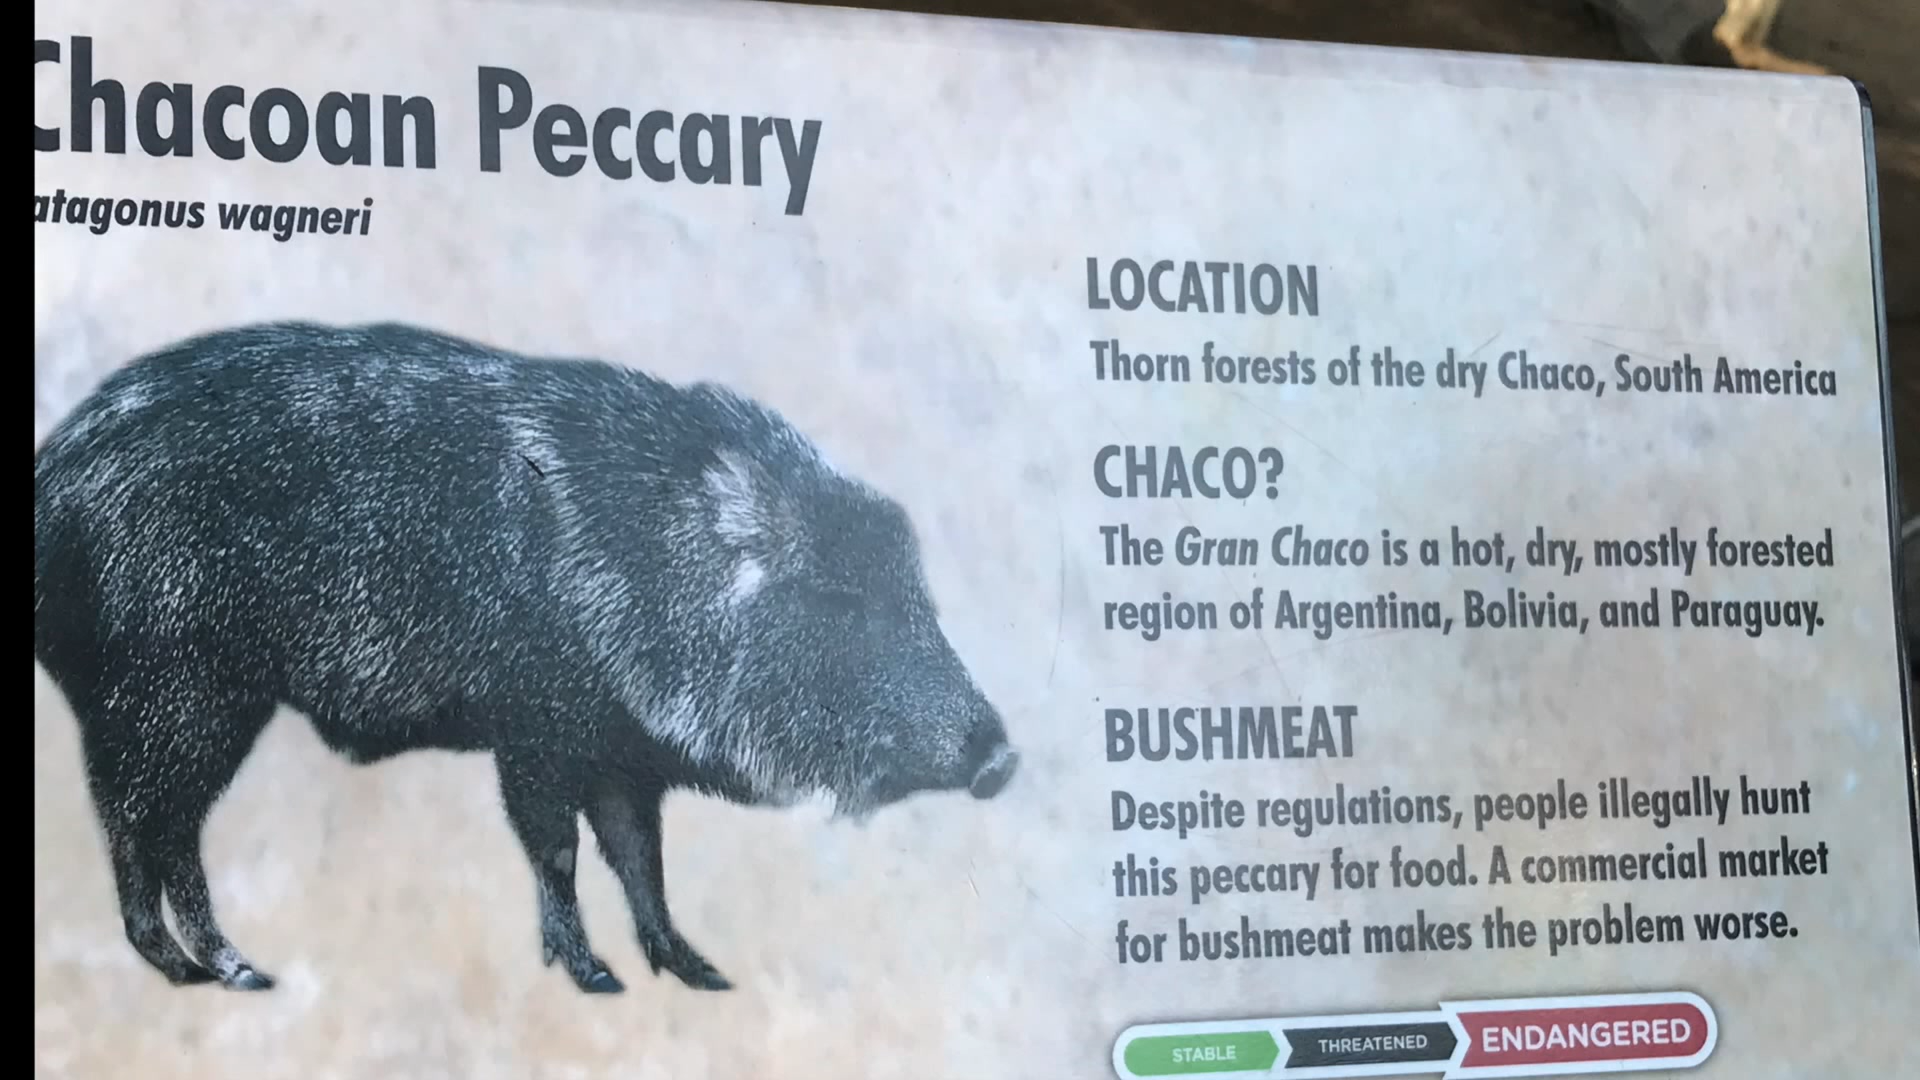 Chacoan Peccary
atagonus wagneri
LOCATION
Thorn forests of the dry Chaco, South America
CHACO?
The Gran Chaco is a hot, dry, mostly forested
region of Argentina, Bolivia, and Paraguay.
BUSHMEAT
Despite regulations, people illegally hunt
this peccary for food. A commercial market
for bushmeat makes the problem worse.
STABLE THREATENED ENDANGERED